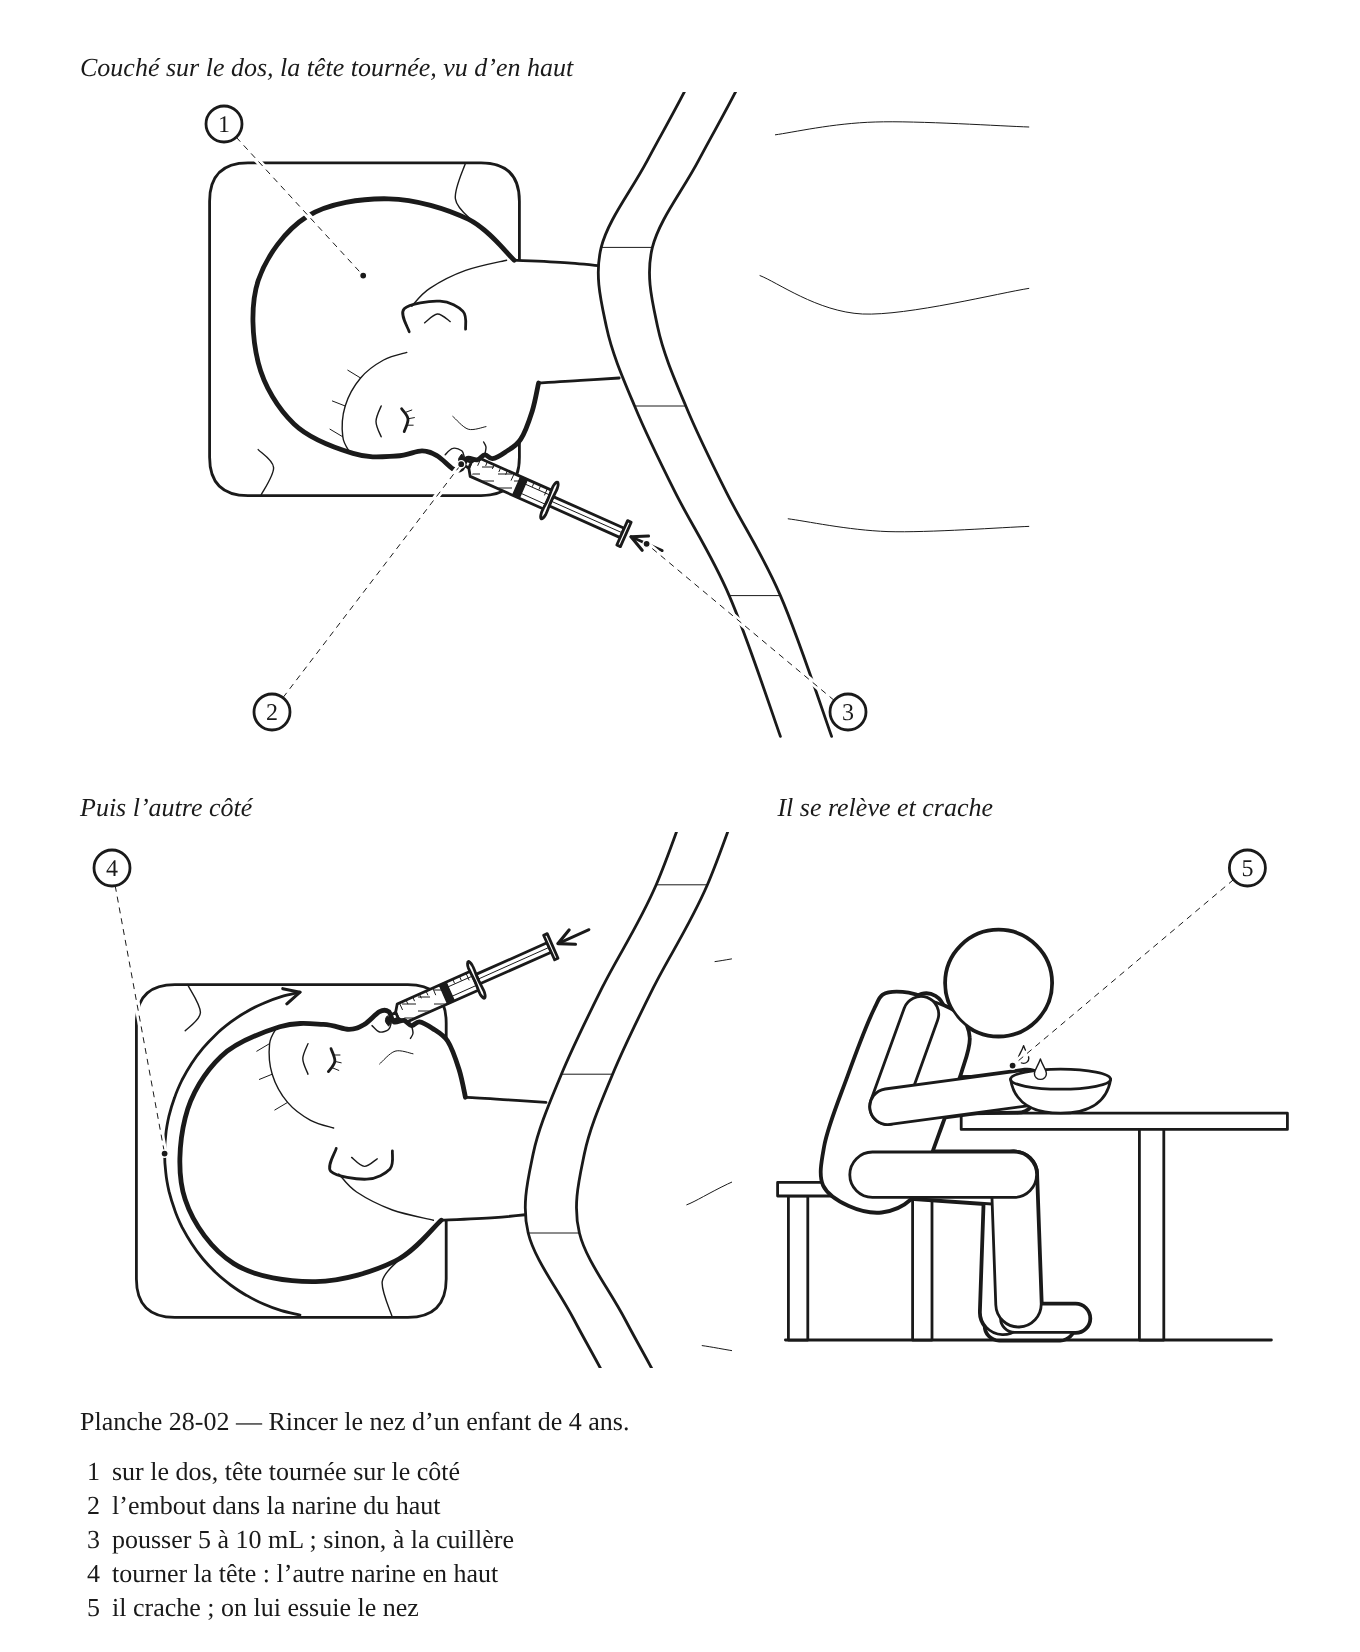 Couché sur le dos, la tête tournée, vu d’en haut
1
2
3
Puis l’autre côté
Il se relève et crache
4
5
Planche 28-02 — Rincer le nez d’un enfant de 4 ans.
1 sur le dos, tête tournée sur le côté
2 l’embout dans la narine du haut
3 pousser 5 à 10 mL ; sinon, à la cuillère
4 tourner la tête : l’autre narine en haut
5 il crache ; on lui essuie le nez